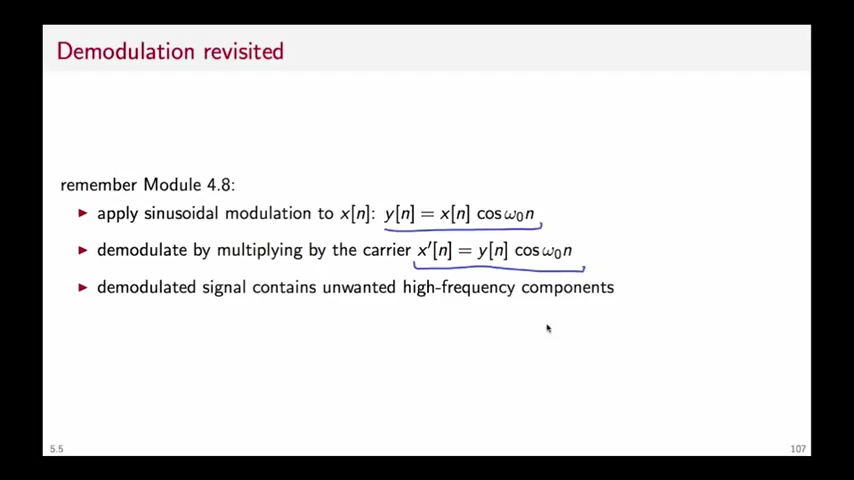 Demodulation revisited
remember Module 4.8:
▶ apply sinusoidal modulation to x[n]: y[n] = x[n] cos ω₀n
▶ demodulate by multiplying by the carrier x′[n] = y[n] cos ω₀n
▶ demodulated signal contains unwanted high-frequency components
5.5
107